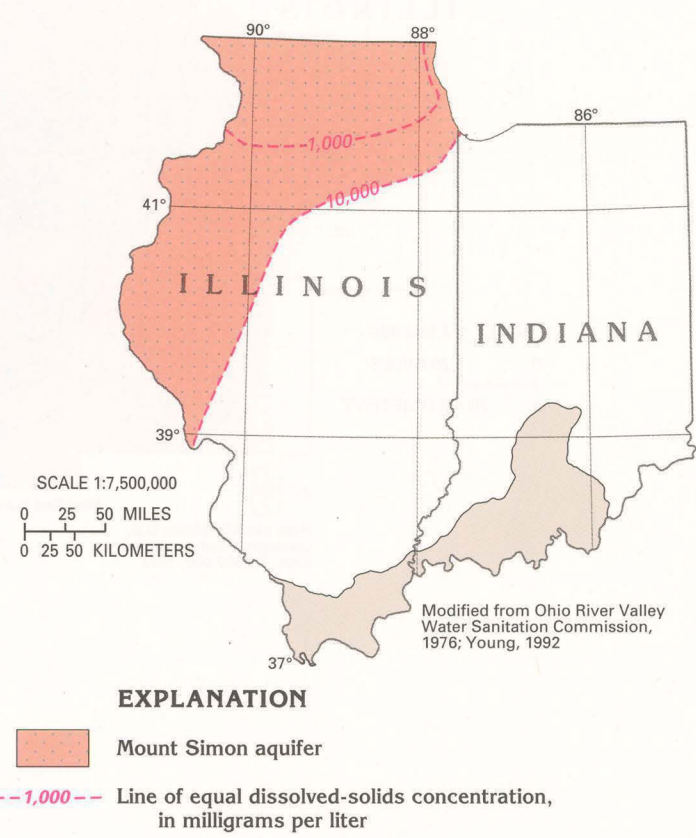 90°
88°
86°
1,000
10,000
41°
ILLINOIS
INDIANA
39°
SCALE 1:7,500,000
0 25 50 MILES
0 25 50 KILOMETERS
Modified from Ohio River Valley
Water Sanitation Commission,
1976; Young, 1992
37°
EXPLANATION
Mount Simon aquifer
1,000 Line of equal dissolved-solids concentration,
in milligrams per liter